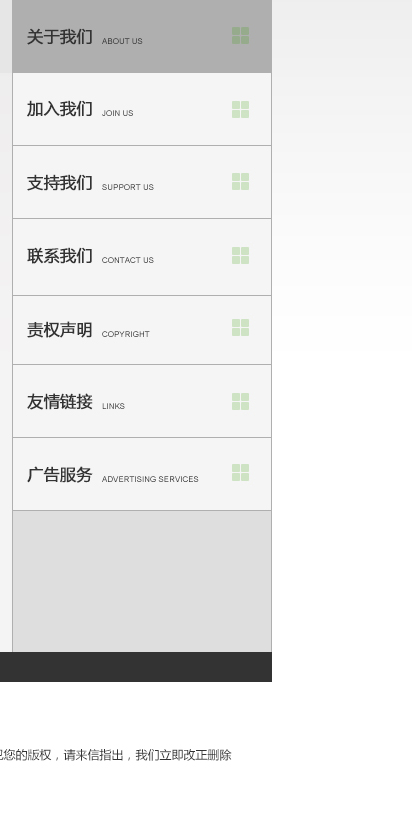 关于我们 ABOUT US
加入我们 JOIN US
支持我们 SUPPORT US
联系我们 CONTACT US
责权声明 COPYRIGHT
友情链接 LINKS
广告服务 ADVERTISING SERVICES
您的版权，请来信指出，我们立即改正删除